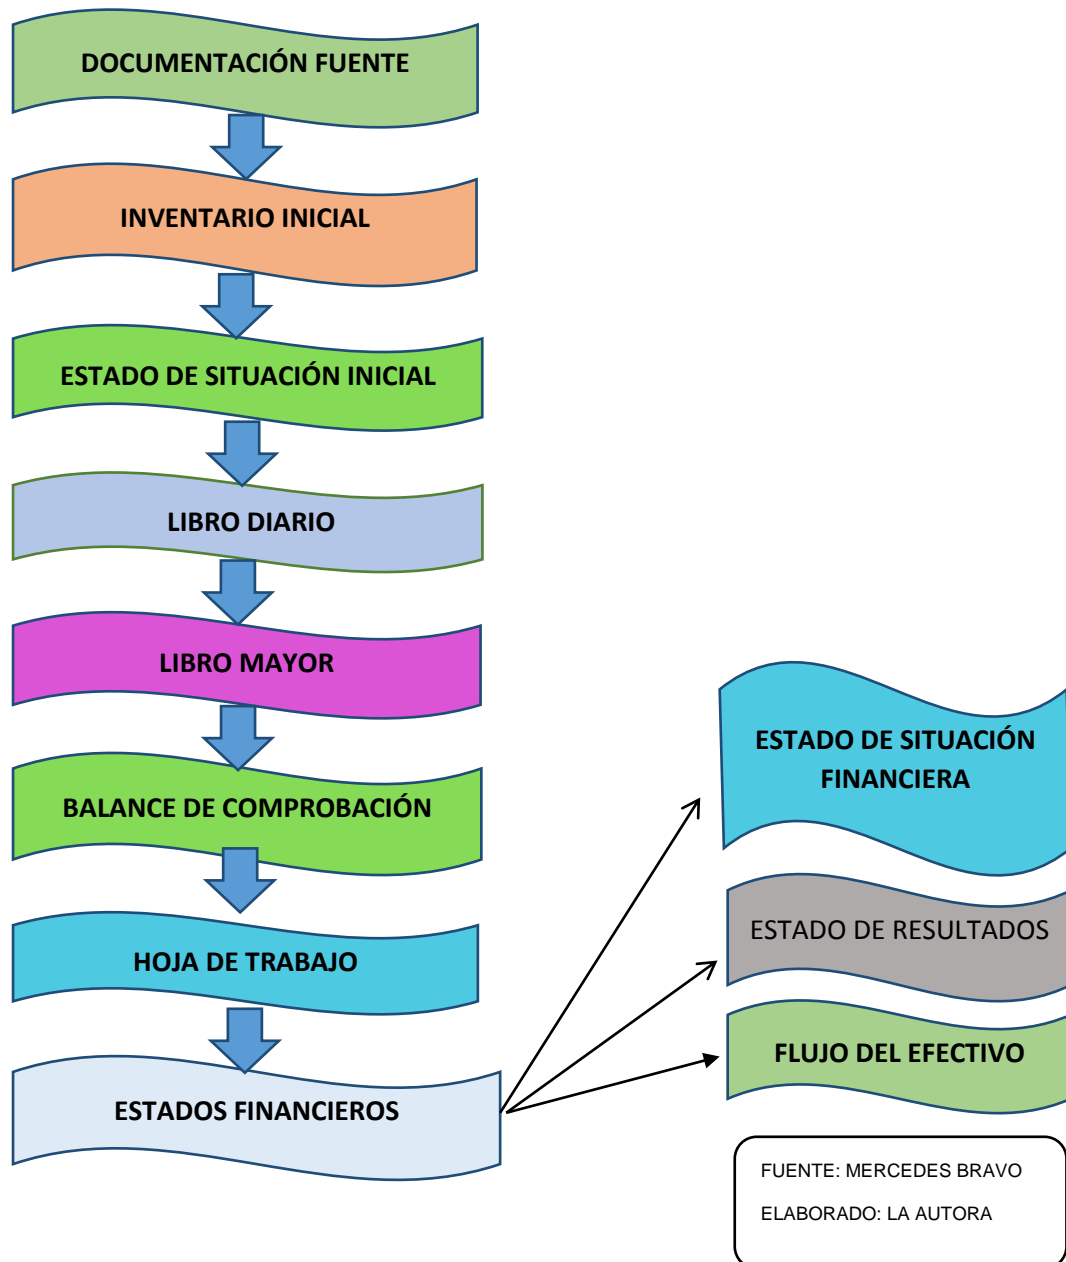 DOCUMENTACIÓN FUENTE
INVENTARIO INICIAL
ESTADO DE SITUACIÓN INICIAL
LIBRO DIARIO
LIBRO MAYOR
BALANCE DE COMPROBACIÓN
HOJA DE TRABAJO
ESTADOS FINANCIEROS
ESTADO DE SITUACIÓN
FINANCIERA
ESTADO DE RESULTADOS
FLUJO DEL EFECTIVO
FUENTE: MERCEDES BRAVO
ELABORADO: LA AUTORA